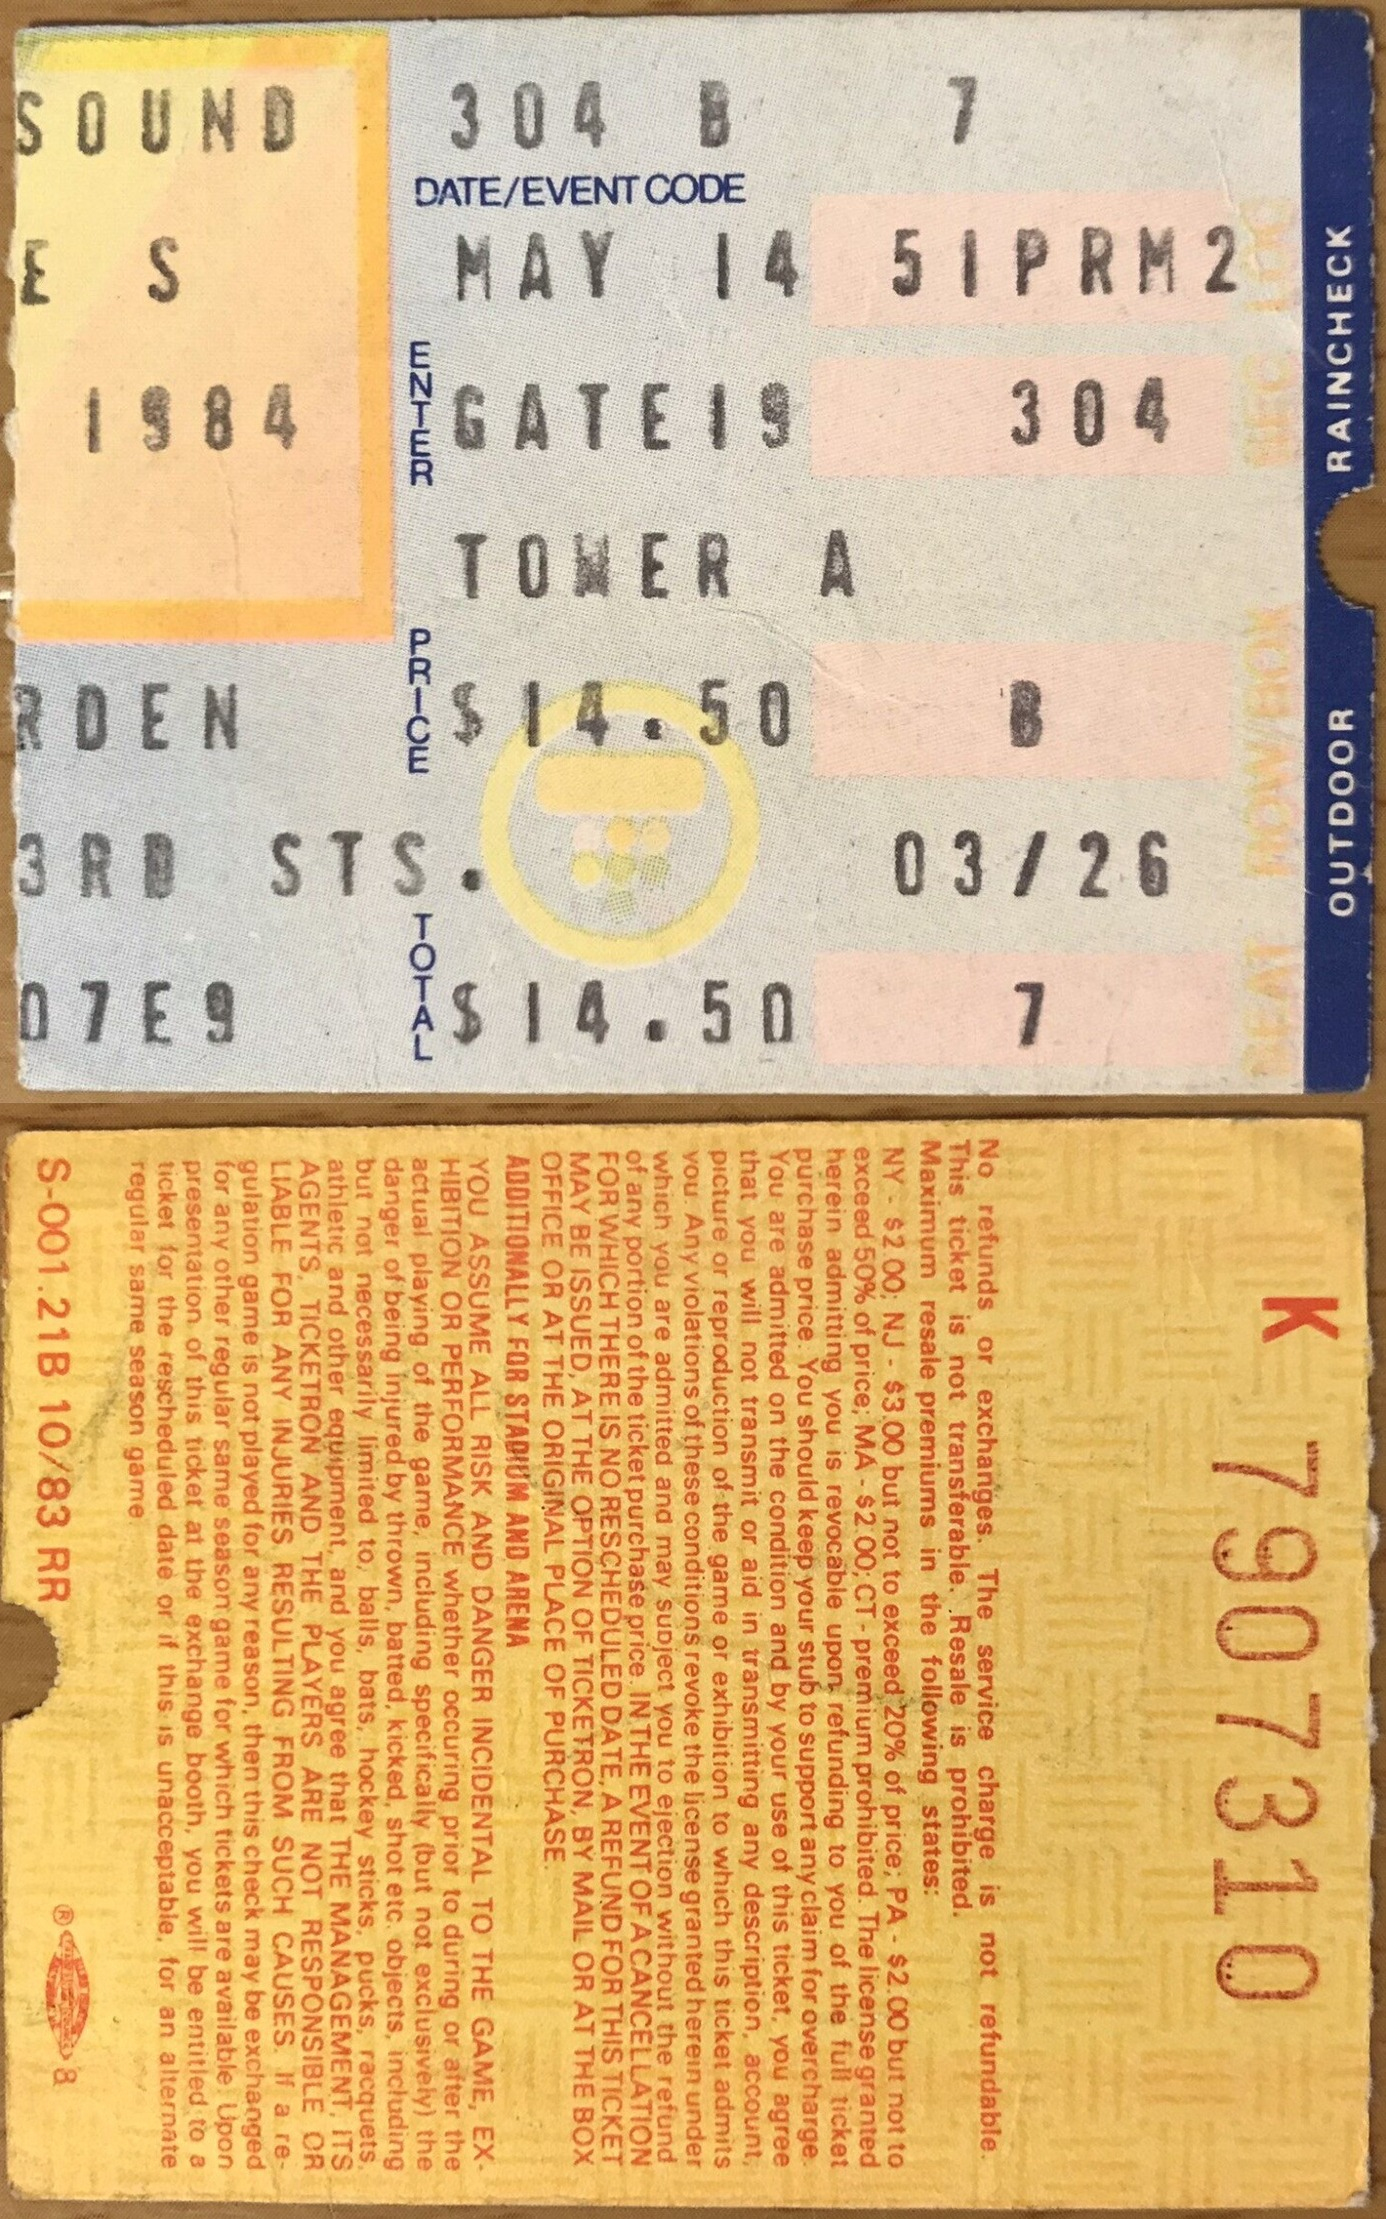 SOUND 304 B 7
DATE/EVENT CODE
E S MAY 14 51PRM2
1984 ENTER GATE19 304
TOWER A
RDEN PRICE $14.50 B
3RD STS. 03/26
07E9 TOTAL $14.50 7
OUTDOOR RAINCHECK
K 790731 0
No refunds or exchanges. The service charge is not refundable.
This ticket is not transferable. Resale is prohibited.
Maximum resale premiums in the following states:
NY - $2.00; NJ - $3.00 but not to exceed 20% of price; PA - $2.00 but not to
exceed 50% of price; MA - $2.00; CT - premium prohibited. The license granted
herein admitting you is revocable upon refunding to you of the full ticket
purchase price. You should keep your stub to support any claim for overcharge.
You are admitted on the condition and by your use of this ticket, you agree
that you will not transmit or aid in transmitting any description, account,
picture or reproduction of the game or exhibition to which this ticket admits
you. Any violations of these conditions revoke the license granted herein under
which you are admitted and may subject you to ejection without the refund
of any portion of the ticket purchase price. IN THE EVENT OF A CANCELLATION
FOR WHICH THERE IS NO RESCHEDULED DATE, A REFUND FOR THIS TICKET
MAY BE ISSUED, AT THE OPTION OF TICKETRON, BY MAIL OR AT THE BOX
OFFICE OR AT THE ORIGINAL PLACE OF PURCHASE.
ADDITIONALLY FOR STADIUM AND ARENA
YOU ASSUME ALL RISK AND DANGER INCIDENTAL TO THE GAME, EX-
HIBITION OR PERFORMANCE whether occuring prior to during or after the
actual playing of the game, including specifically (but not exclusively) the
danger of being injured by thrown, batted, kicked, shot etc. objects, including
but not necessarily limited to, balls, bats, hockey sticks, pucks, racquets,
athletic and other equipment, and you agree that THE MANAGEMENT, ITS
AGENTS, TICKETRON AND THE PLAYERS ARE NOT RESPONSIBLE OR
LIABLE FOR ANY INJURIES RESULTING FROM SUCH CAUSES. If a re-
gulation game is not played for any reason, then this check may be exchanged
for any other regular same season game for which tickets are available. Upon
presentation of this ticket at the exchange booth, you will be entitled to a
ticket for the rescheduled date or if this is unacceptable, for an alternate
regular same season game.
S-001.21B 10/83 RR ® 8